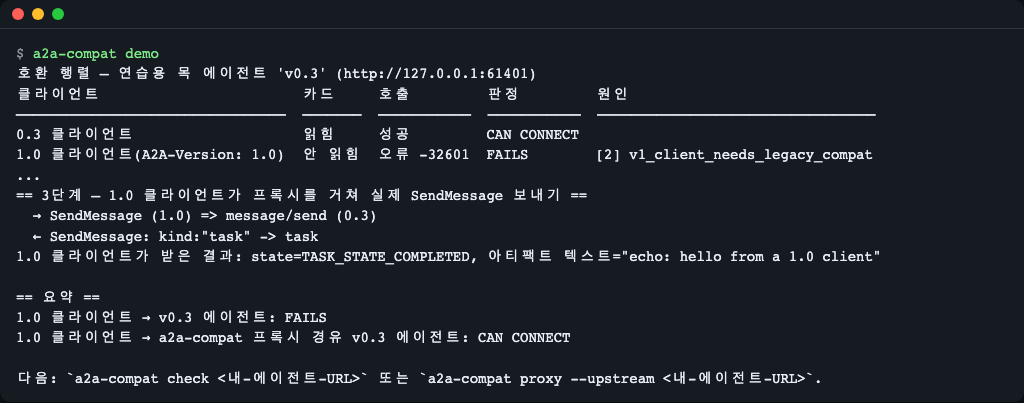 $ a2a-compat demo
호환 행렬 — 연습용 목 에이전트 'v0.3' (http://127.0.0.1:61401)
클라이언트 카드 호출 판정 원인
0.3 클라이언트 읽힘 성공 CAN CONNECT
1.0 클라이언트(A2A-Version: 1.0) 안 읽힘 오류 -32601 FAILS [2] v1_client_needs_legacy_compat
...
== 3단계 — 1.0 클라이언트가 프록시를 거쳐 실제 SendMessage 보내기 ==
→ SendMessage (1.0) => message/send (0.3)
← SendMessage: kind:"task" -> task
1.0 클라이언트가 받은 결과: state=TASK_STATE_COMPLETED, 아티팩트 텍스트="echo: hello from a 1.0 client"
== 요약 ==
1.0 클라이언트 → v0.3 에이전트: FAILS
1.0 클라이언트 → a2a-compat 프록시 경유 v0.3 에이전트: CAN CONNECT
다음: `a2a-compat check <내-에이전트-URL>` 또는 `a2a-compat proxy --upstream <내-에이전트-URL>`.